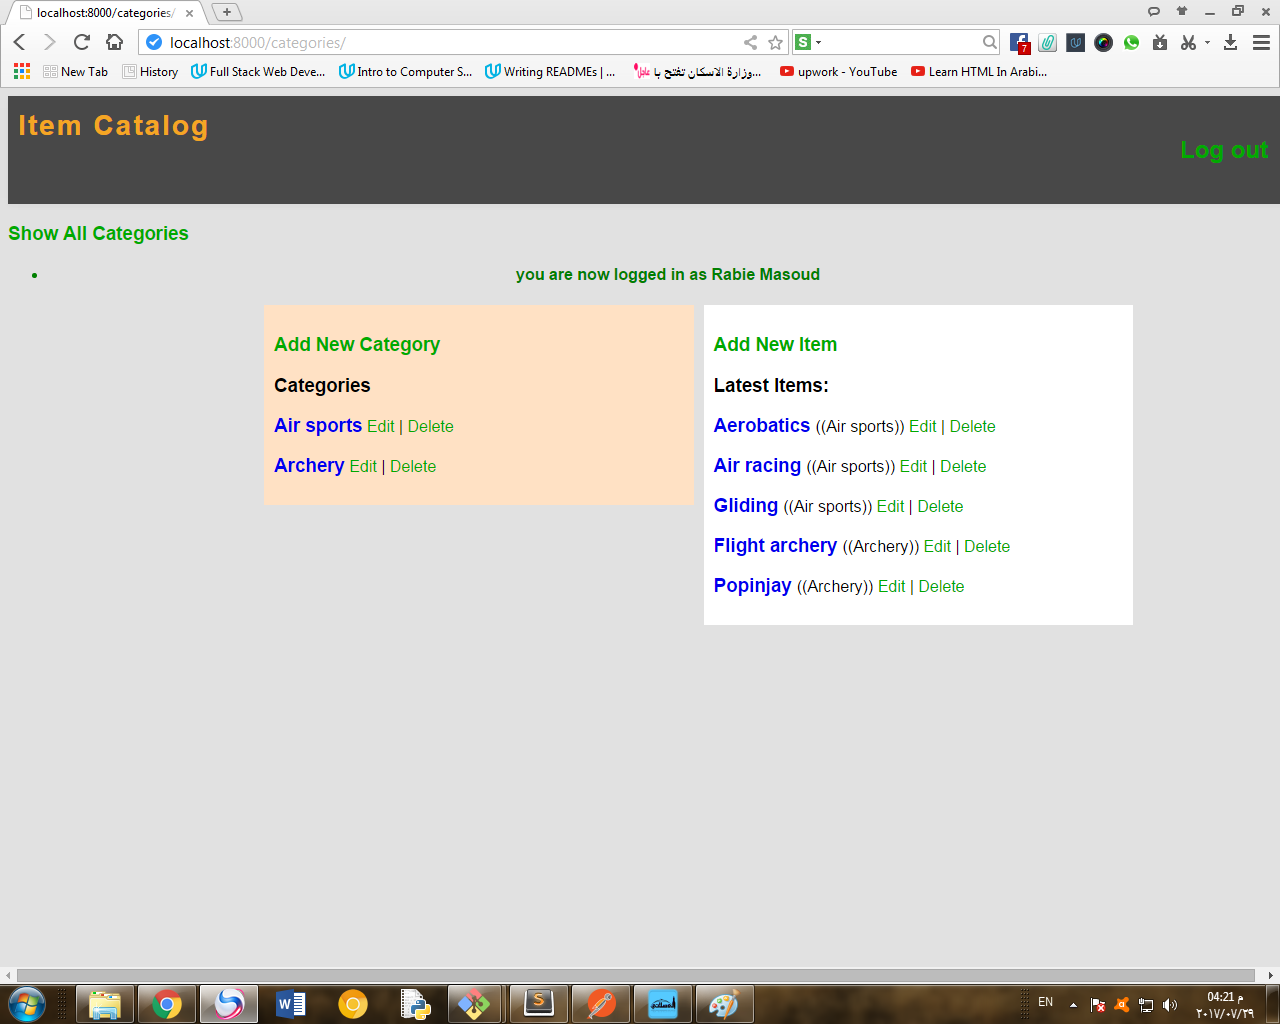 localhost:8000/categories/
localhost:8000/categories/
S
7
New Tab
History
Full Stack Web Deve...
Intro to Computer S...
Writing READMEs | ...
وزارة الاسكان تفتح با...
upwork - YouTube
Learn HTML In Arabi...
Item Catalog
Log out
Show All Categories
you are now logged in as Rabie Masoud
Add New Category
Categories
Air sports Edit | Delete
Archery Edit | Delete
Add New Item
Latest Items:
Aerobatics ((Air sports)) Edit | Delete
Air racing ((Air sports)) Edit | Delete
Gliding ((Air sports)) Edit | Delete
Flight archery ((Archery)) Edit | Delete
Popinjay ((Archery)) Edit | Delete
EN
04:21 م
٢٠١٧/٠٧/٢٩